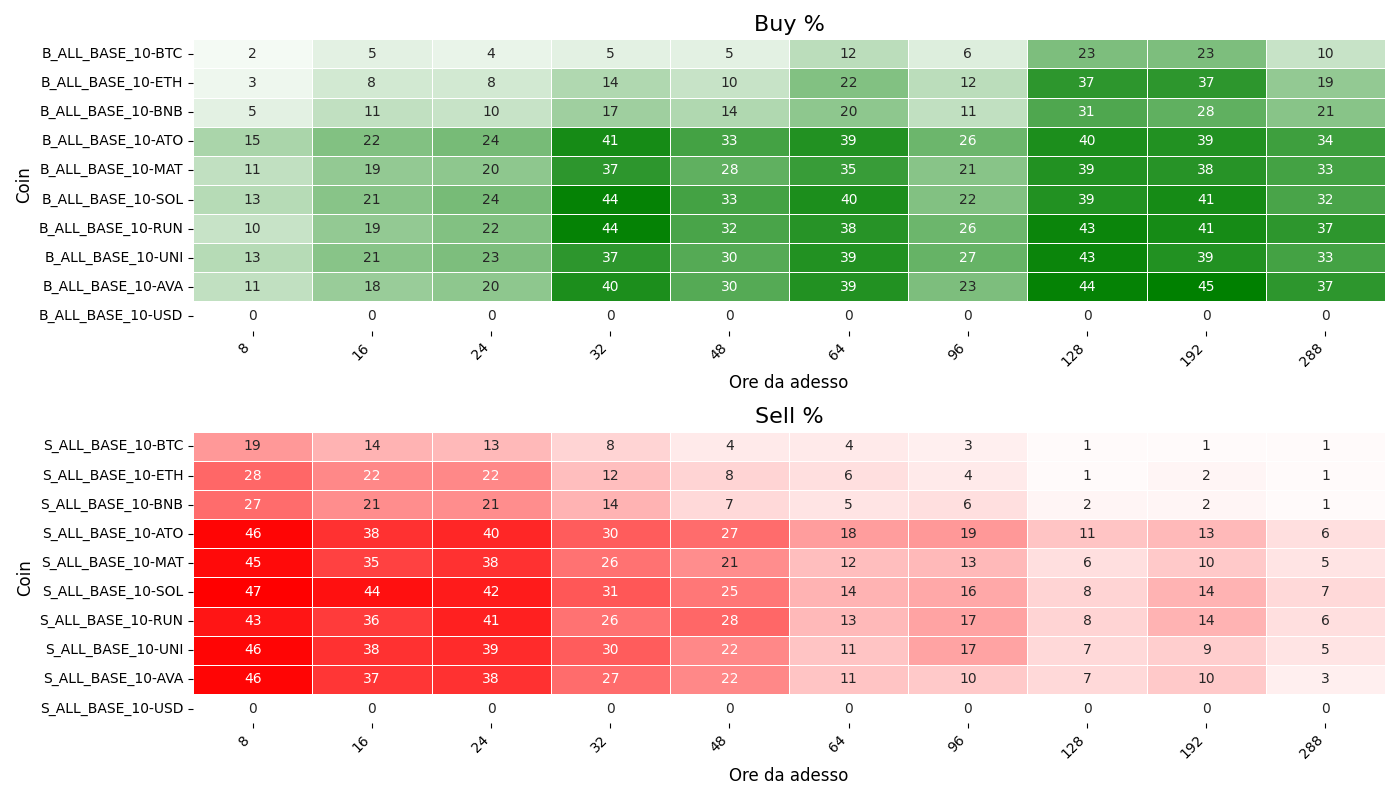 Buy %
Coin
B_ALL_BASE_10-BTC 2 5 4 5 5 12 6 23 23 10
B_ALL_BASE_10-ETH 3 8 8 14 10 22 12 37 37 19
B_ALL_BASE_10-BNB 5 11 10 17 14 20 11 31 28 21
B_ALL_BASE_10-ATO 15 22 24 41 33 39 26 40 39 34
B_ALL_BASE_10-MAT 11 19 20 37 28 35 21 39 38 33
B_ALL_BASE_10-SOL 13 21 24 44 33 40 22 39 41 32
B_ALL_BASE_10-RUN 10 19 22 44 32 38 26 43 41 37
B_ALL_BASE_10-UNI 13 21 23 37 30 39 27 43 39 33
B_ALL_BASE_10-AVA 11 18 20 40 30 39 23 44 45 37
B_ALL_BASE_10-USD 0 0 0 0 0 0 0 0 0 0
8 16 24 32 48 64 96 128 192 288
Ore da adesso
Sell %
Coin
S_ALL_BASE_10-BTC 19 14 13 8 4 4 3 1 1 1
S_ALL_BASE_10-ETH 28 22 22 12 8 6 4 1 2 1
S_ALL_BASE_10-BNB 27 21 21 14 7 5 6 2 2 1
S_ALL_BASE_10-ATO 46 38 40 30 27 18 19 11 13 6
S_ALL_BASE_10-MAT 45 35 38 26 21 12 13 6 10 5
S_ALL_BASE_10-SOL 47 44 42 31 25 14 16 8 14 7
S_ALL_BASE_10-RUN 43 36 41 26 28 13 17 8 14 6
S_ALL_BASE_10-UNI 46 38 39 30 22 11 17 7 9 5
S_ALL_BASE_10-AVA 46 37 38 27 22 11 10 7 10 3
S_ALL_BASE_10-USD 0 0 0 0 0 0 0 0 0 0
8 16 24 32 48 64 96 128 192 288
Ore da adesso